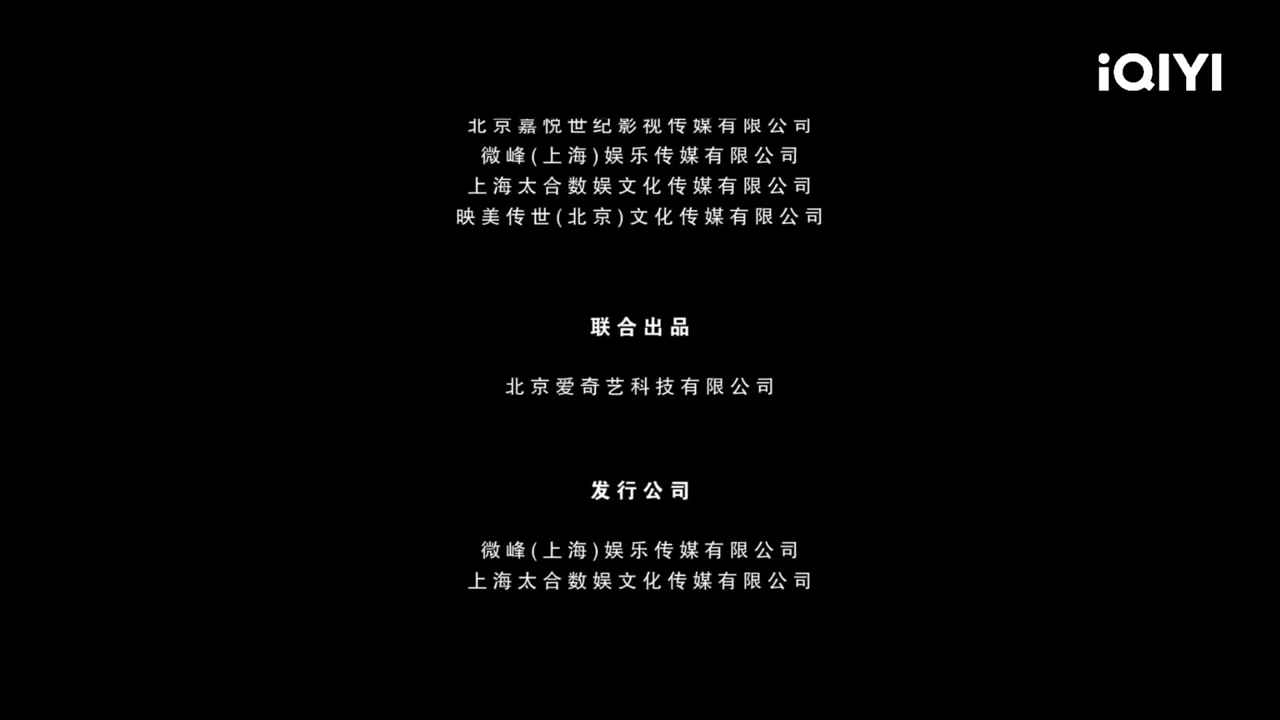 iQIYI
北京嘉悦世纪影视传媒有限公司
微峰(上海)娱乐传媒有限公司
上海太合数娱文化传媒有限公司
映美传世(北京)文化传媒有限公司
联合出品
北京爱奇艺科技有限公司
发行公司
微峰(上海)娱乐传媒有限公司
上海太合数娱文化传媒有限公司